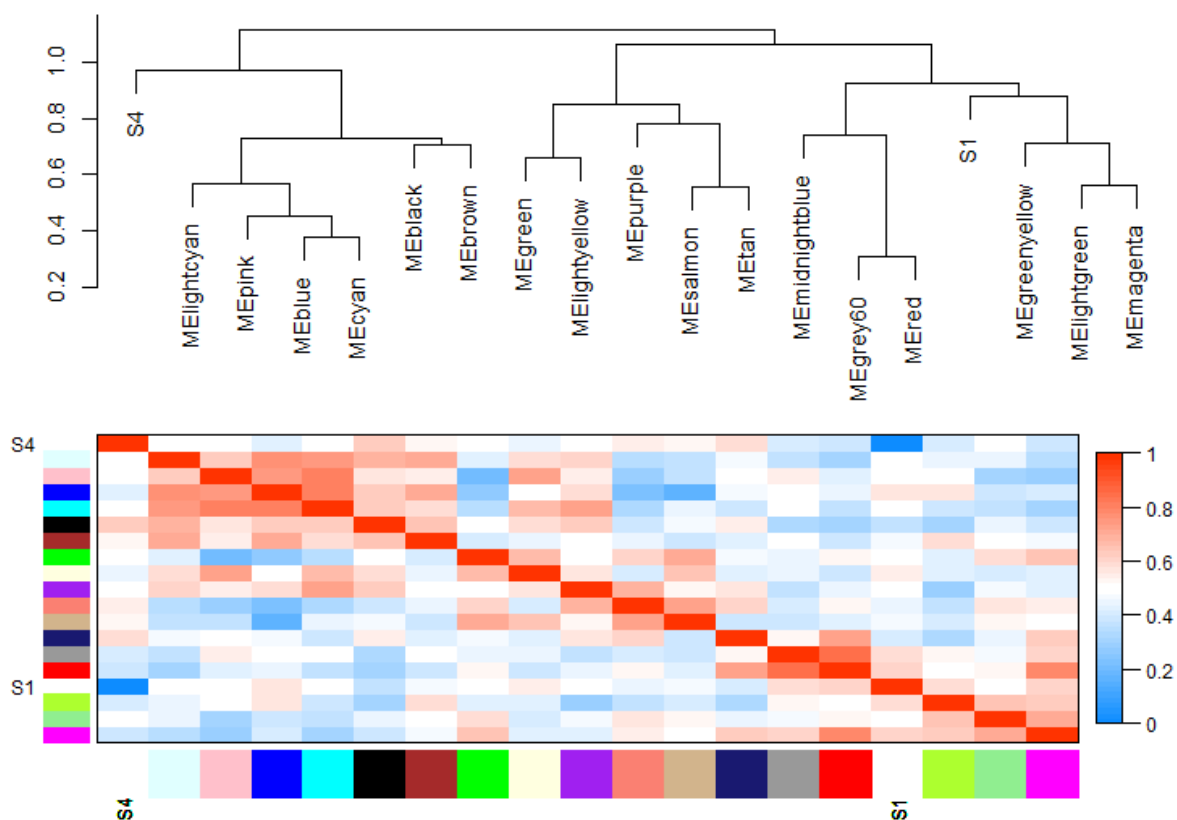 1.0
0.8
0.6
0.4
0.2
S4
MElightcyan
MEpink
MEblue
MEcyan
MEblack
MEbrown
MEgreen
MElightyellow
MEpurple
MEsalmon
MEtan
MEmidnightblue
MEgrey60
MEred
S1
MEgreenyellow
MElightgreen
MEmagenta
S4
S1
1
0.8
0.6
0.4
0.2
0
S4
S1